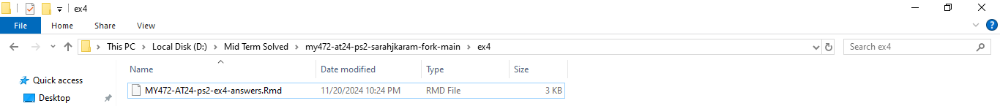 ex4
File Home Share View
This PC Local Disk (D:) Mid Term Solved my472-at24-ps2-sarahjkaram-fork-main ex4 Search ex4
Name Date modified Type Size
Quick access
MY472-AT24-ps2-ex4-answers.Rmd 11/20/2024 10:24 PM RMD File 3 KB
Desktop